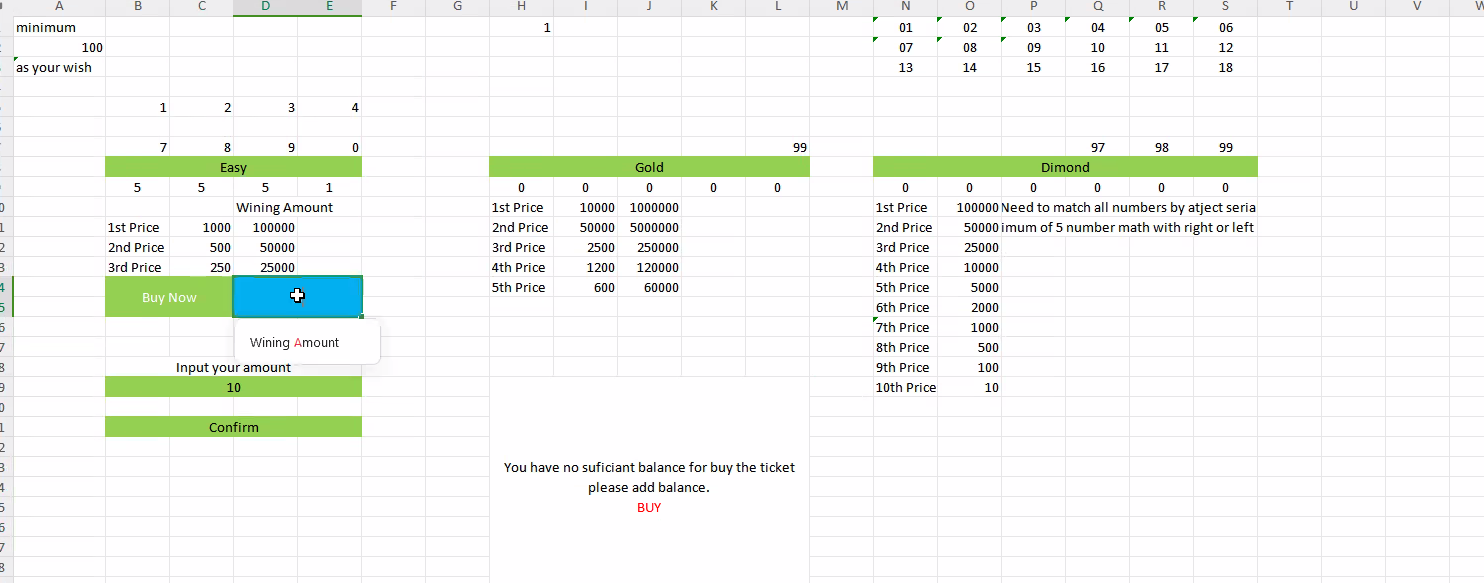 A B C D E F G H I J K L M N O P Q R S T U V
minimum 1 01 02 03 04 05 06
100 07 08 09 10 11 12
as your wish 13 14 15 16 17 18
1 2 3 4
7 8 9 0 99 97 98 99
Easy Gold Dimond
5 5 5 1 0 0 0 0 0 0 0 0 0 0 0
Wining Amount 1st Price 10000 1000000 1st Price 100000 Need to match all numbers by atject seria
1st Price 1000 100000 2nd Price 50000 5000000 2nd Price 50000 imum of 5 number math with right or left
2nd Price 500 50000 3rd Price 2500 250000 3rd Price 25000
3rd Price 250 25000 4th Price 1200 120000 4th Price 10000
Buy Now 5th Price 600 60000 5th Price 5000
6th Price 2000
7th Price 1000
Wining Amount 8th Price 500
Input your amount 9th Price 100
10 10th Price 10
Confirm
You have no suficiant balance for buy the ticket
please add balance.
BUY